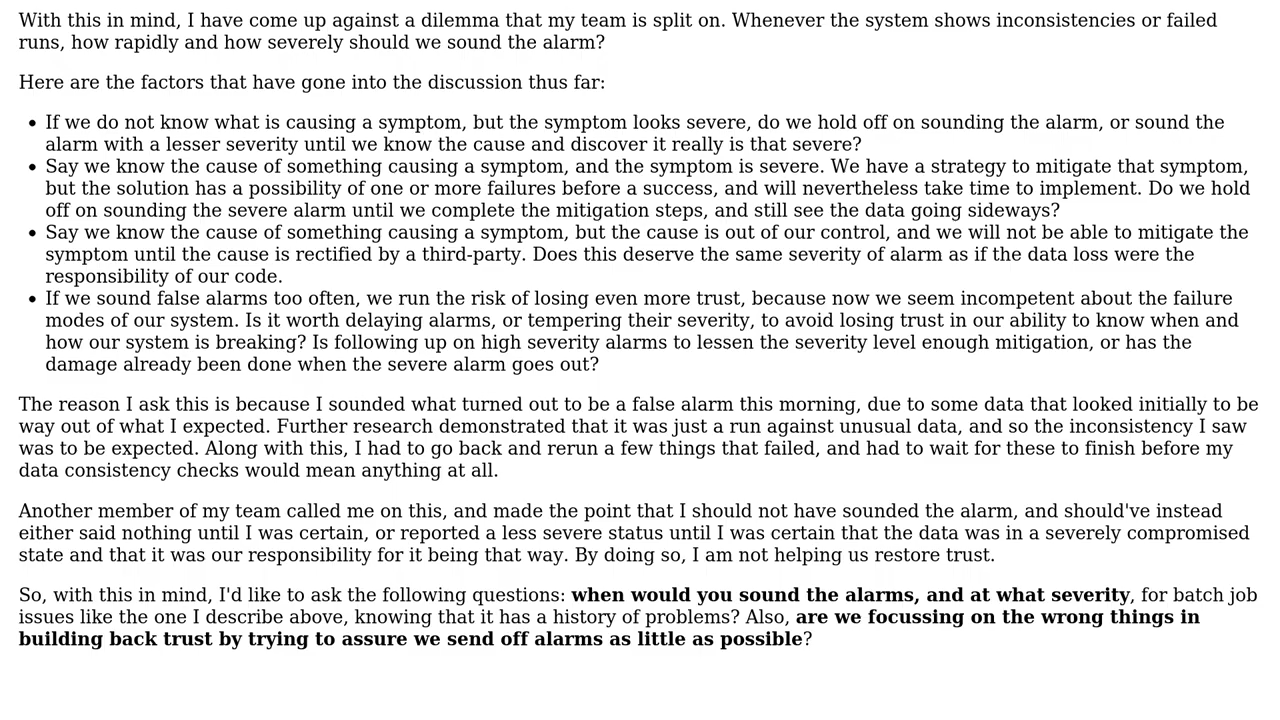 With this in mind, I have come up against a dilemma that my team is split on. Whenever the system shows inconsistencies or failed
runs, how rapidly and how severely should we sound the alarm?
Here are the factors that have gone into the discussion thus far:
• If we do not know what is causing a symptom, but the symptom looks severe, do we hold off on sounding the alarm, or sound the
alarm with a lesser severity until we know the cause and discover it really is that severe?
• Say we know the cause of something causing a symptom, and the symptom is severe. We have a strategy to mitigate that symptom,
but the solution has a possibility of one or more failures before a success, and will nevertheless take time to implement. Do we hold
off on sounding the severe alarm until we complete the mitigation steps, and still see the data going sideways?
• Say we know the cause of something causing a symptom, but the cause is out of our control, and we will not be able to mitigate the
symptom until the cause is rectified by a third-party. Does this deserve the same severity of alarm as if the data loss were the
responsibility of our code.
• If we sound false alarms too often, we run the risk of losing even more trust, because now we seem incompetent about the failure
modes of our system. Is it worth delaying alarms, or tempering their severity, to avoid losing trust in our ability to know when and
how our system is breaking? Is following up on high severity alarms to lessen the severity level enough mitigation, or has the
damage already been done when the severe alarm goes out?
The reason I ask this is because I sounded what turned out to be a false alarm this morning, due to some data that looked initially to be
way out of what I expected. Further research demonstrated that it was just a run against unusual data, and so the inconsistency I saw
was to be expected. Along with this, I had to go back and rerun a few things that failed, and had to wait for these to finish before my
data consistency checks would mean anything at all.
Another member of my team called me on this, and made the point that I should not have sounded the alarm, and should've instead
either said nothing until I was certain, or reported a less severe status until I was certain that the data was in a severely compromised
state and that it was our responsibility for it being that way. By doing so, I am not helping us restore trust.
So, with this in mind, I'd like to ask the following questions: when would you sound the alarms, and at what severity, for batch job
issues like the one I describe above, knowing that it has a history of problems? Also, are we focussing on the wrong things in
building back trust by trying to assure we send off alarms as little as possible?